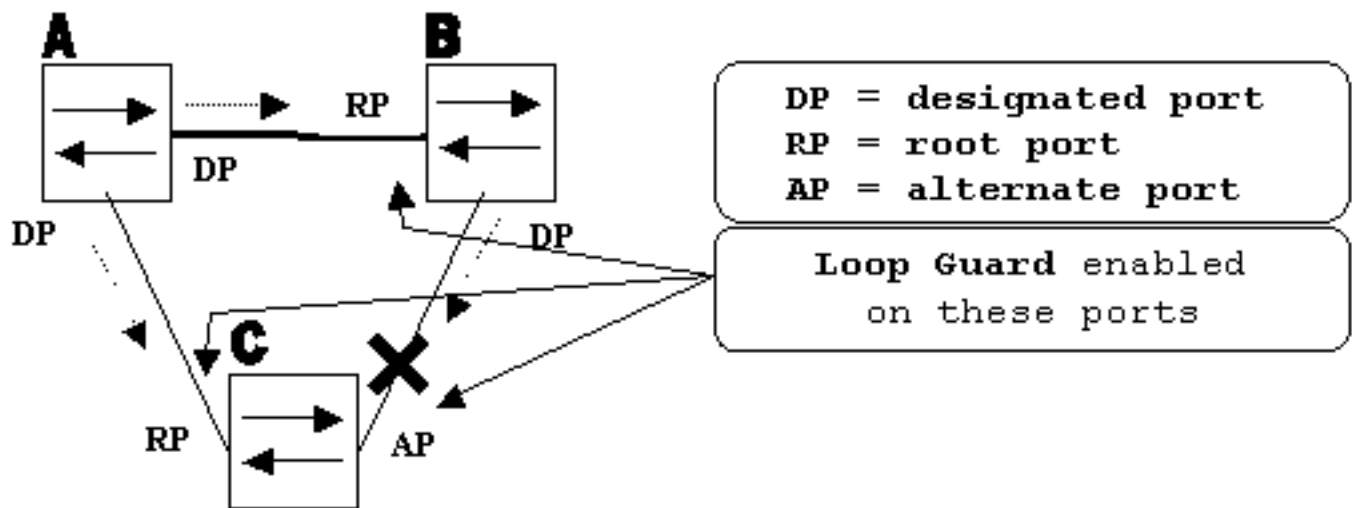 A
B
RP
DP
DP
DP
C
RP
AP
DP = designated port
RP = root port
AP = alternate port
Loop Guard enabled
on these ports